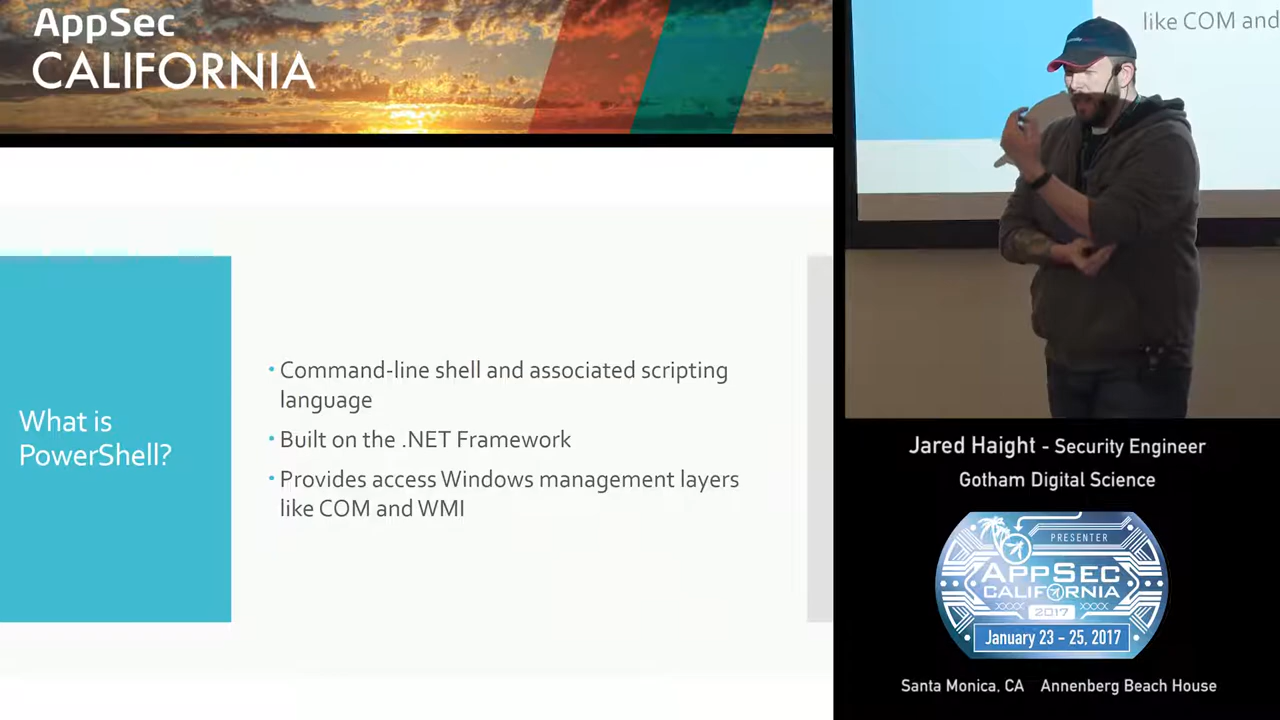 AppSec
CALIFORNIA
What is
PowerShell?
• Command-line shell and associated scripting
language
• Built on the .NET Framework
• Provides access Windows management layers
like COM and WMI
like COM and
Jared Haight - Security Engineer
Gotham Digital Science
PRESENTER
APPSEC
CALIFORNIA
2017
January 23 - 25, 2017
Santa Monica, CA Annenberg Beach House